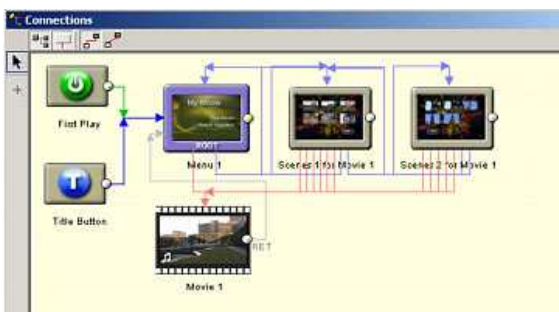 Connections
First Play
My Movie
ROOT
Menu 1
Scenes 1 for Movie 1
Scenes 2 for Movie 1
T
Title Button
RET
Movie 1